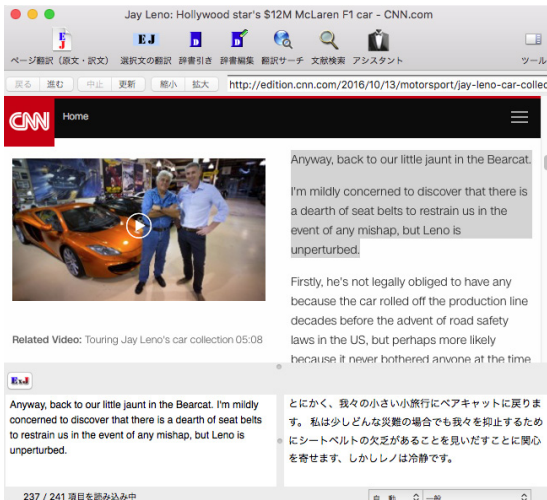 Jay Leno: Hollywood star's $12M McLaren F1 car - CNN.com
E J
E J
D
D
ページ翻訳（原文・訳文） 選択文の翻訳 辞書引き 辞書編集 翻訳サーチ 文献検索 アシスタント ツール
戻る 進む 中止 更新 縮小 拡大 http://edition.cnn.com/2016/10/13/motorsport/jay-leno-car-collec
CNN Home
Anyway, back to our little jaunt in the Bearcat.
I'm mildly concerned to discover that there is
a dearth of seat belts to restrain us in the
event of any mishap, but Leno is
unperturbed.
Firstly, he's not legally obliged to have any
because the car rolled off the production line
decades before the advent of road safety
laws in the US, but perhaps more likely
because it never bothered anyone at the time
Related Video: Touring Jay Leno's car collection 05:08
ExJ
Anyway, back to our little jaunt in the Bearcat. I'm mildly
concerned to discover that there is a dearth of seat belts
to restrain us in the event of any mishap, but Leno is
unperturbed.
とにかく、我々の小さい小旅行にベアキャットに戻りま
す。 私は少しどんな災難の場合でも我々を抑止するため
にシートベルトの欠乏があることを見いだすことに関心
を寄せます、しかしレノは冷静です。
237 / 241 項目を読み込み中
自 動 一般